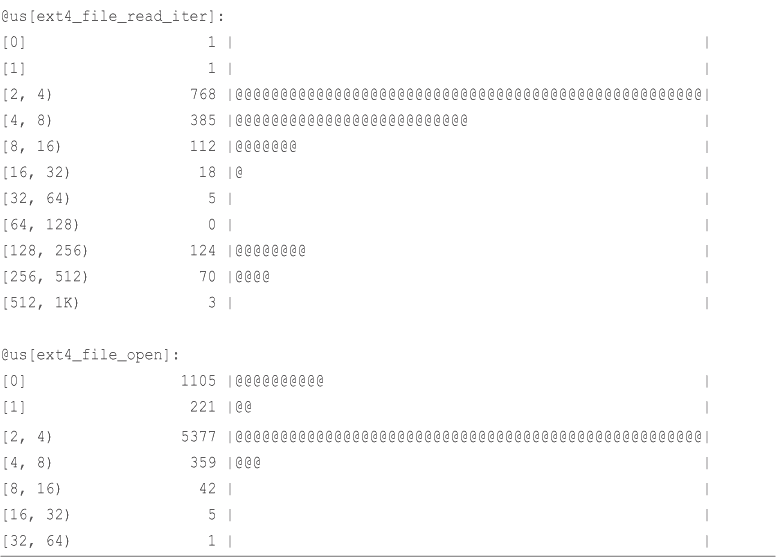 @us[ext4_file_read_iter]:
[0]                    1 |                                                    |
[1]                    1 |                                                    |
[2, 4)               768 |@@@@@@@@@@@@@@@@@@@@@@@@@@@@@@@@@@@@@@@@@@@@@@@@@@@@|
[4, 8)               385 |@@@@@@@@@@@@@@@@@@@@@@@@@@                          |
[8, 16)              112 |@@@@@@@                                             |
[16, 32)              18 |@                                                   |
[32, 64)               5 |                                                    |
[64, 128)              0 |                                                    |
[128, 256)           124 |@@@@@@@@                                            |
[256, 512)            70 |@@@@                                                |
[512, 1K)              3 |                                                    |

@us[ext4_file_open]:
[0]                 1105 |@@@@@@@@@@                                          |
[1]                  221 |@@                                                  |
[2, 4)              5377 |@@@@@@@@@@@@@@@@@@@@@@@@@@@@@@@@@@@@@@@@@@@@@@@@@@@@|
[4, 8)               359 |@@@                                                 |
[8, 16)               42 |                                                    |
[16, 32)               5 |                                                    |
[32, 64)               1 |                                                    |